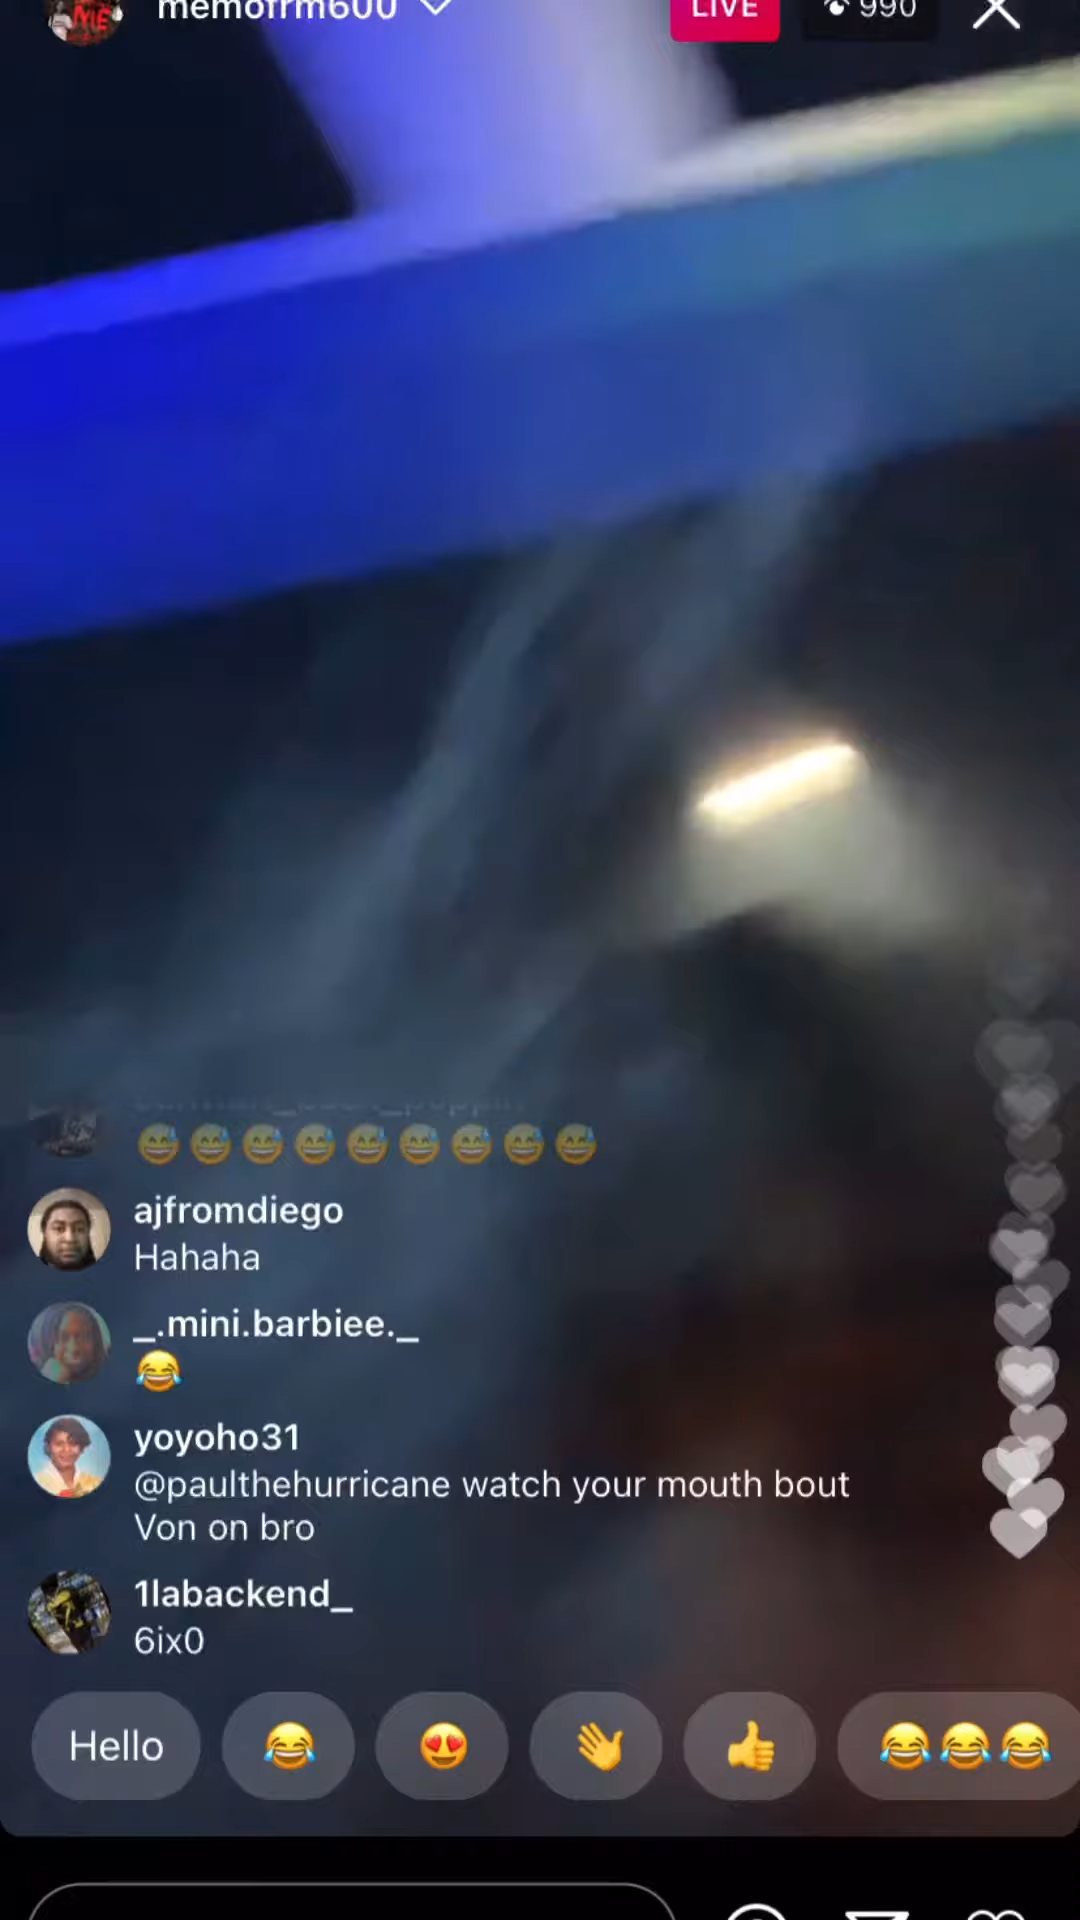 memofrm600
LIVE
990
ajfromdiego
Hahaha
_.mini.barbiee._
yoyoho31
@paulthehurricane watch your mouth bout
Von on bro
1labackend_
6ix0
Hello